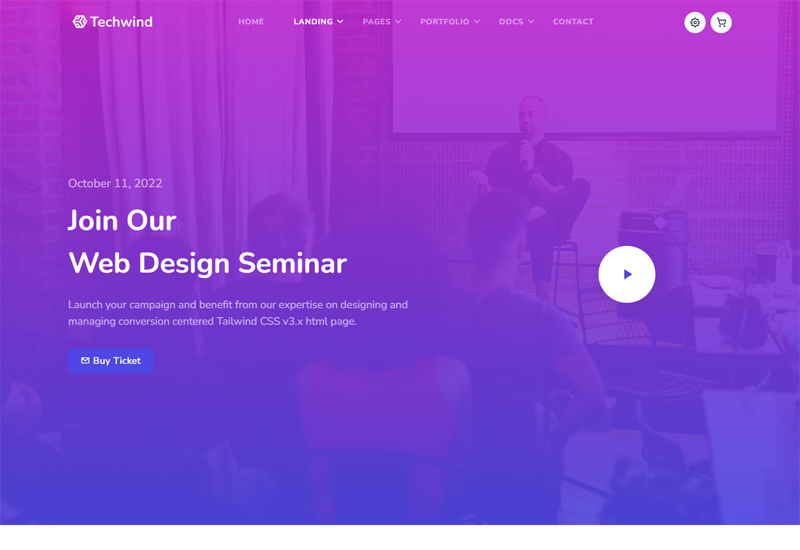 Techwind
HOME
LANDING
PAGES
PORTFOLIO
DOCS
CONTACT
October 11, 2022
Join Our
Web Design Seminar
Launch your campaign and benefit from our expertise on designing and
managing conversion centered Tailwind CSS v3.x html page.
Buy Ticket